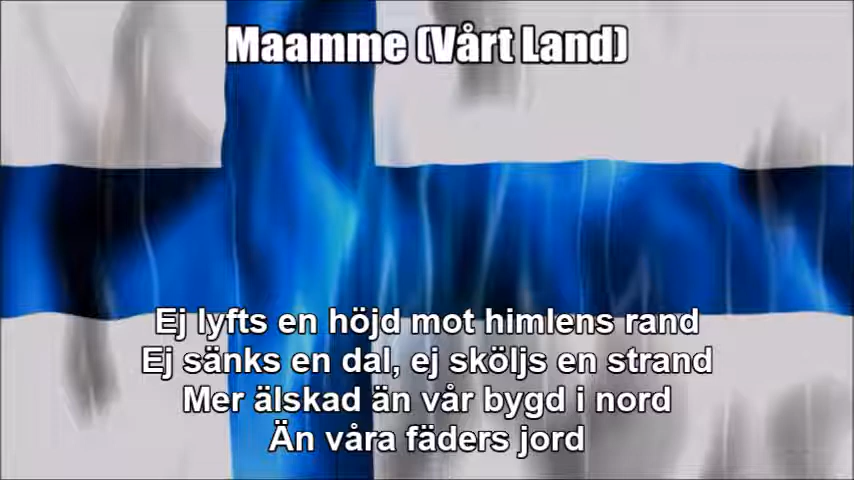 Maamme (Vårt Land)
Ej lyfts en höjd mot himlens rand
Ej sänks en dal, ej sköljs en strand
Mer älskad än vår bygd i nord
Än våra fäders jord